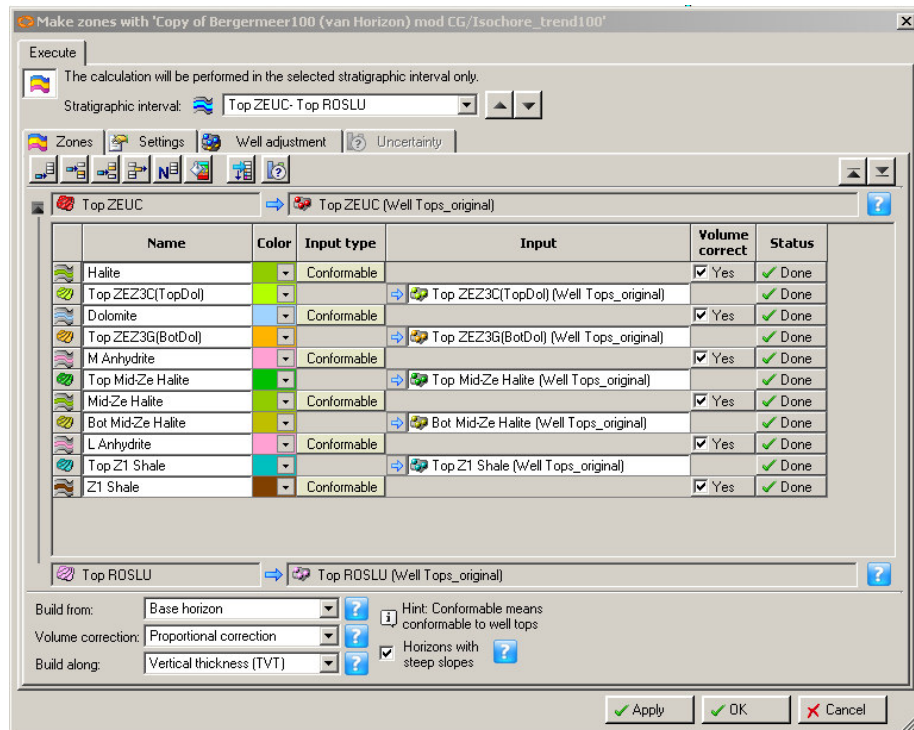 Make zones with 'Copy of Bergermeer100 (van Horizon) mod CG/Isochore_trend100'
Execute
The calculation will be performed in the selected stratigraphic interval only.
Stratigraphic interval: Top ZEUC- Top ROSLU
Zones Settings Well adjustment Uncertainty
Top ZEUC Top ZEUC (Well Tops_original)
Name Color Input type Input Volume correct Status
Halite Conformable Yes Done
Top ZEZ3C(TopDol) Top ZEZ3C(TopDol) (Well Tops_original) Done
Dolomite Conformable Yes Done
Top ZEZ3G(BotDol) Top ZEZ3G(BotDol) (Well Tops_original) Done
M Anhydrite Conformable Yes Done
Top Mid-Ze Halite Top Mid-Ze Halite (Well Tops_original) Done
Mid-Ze Halite Conformable Yes Done
Bot Mid-Ze Halite Bot Mid-Ze Halite (Well Tops_original) Done
L Anhydrite Conformable Yes Done
Top Z1 Shale Top Z1 Shale (Well Tops_original) Done
Z1 Shale Conformable Yes Done
Top ROSLU Top ROSLU (Well Tops_original)
Build from: Base horizon
Hint: Conformable means
conformable to well tops
Volume correction: Proportional correction
Horizons with
steep slopes
Build along: Vertical thickness (TVT)
Apply OK Cancel